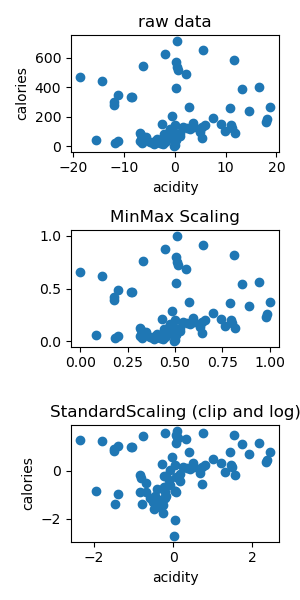 raw data
600
400
200
0
calories
−20 −10 0 10 20
acidity
MinMax Scaling
1.0
0.5
0.0
0.00 0.25 0.50 0.75 1.00
StandardScaling (clip and log)
0
−2
calories
−2 0 2
acidity